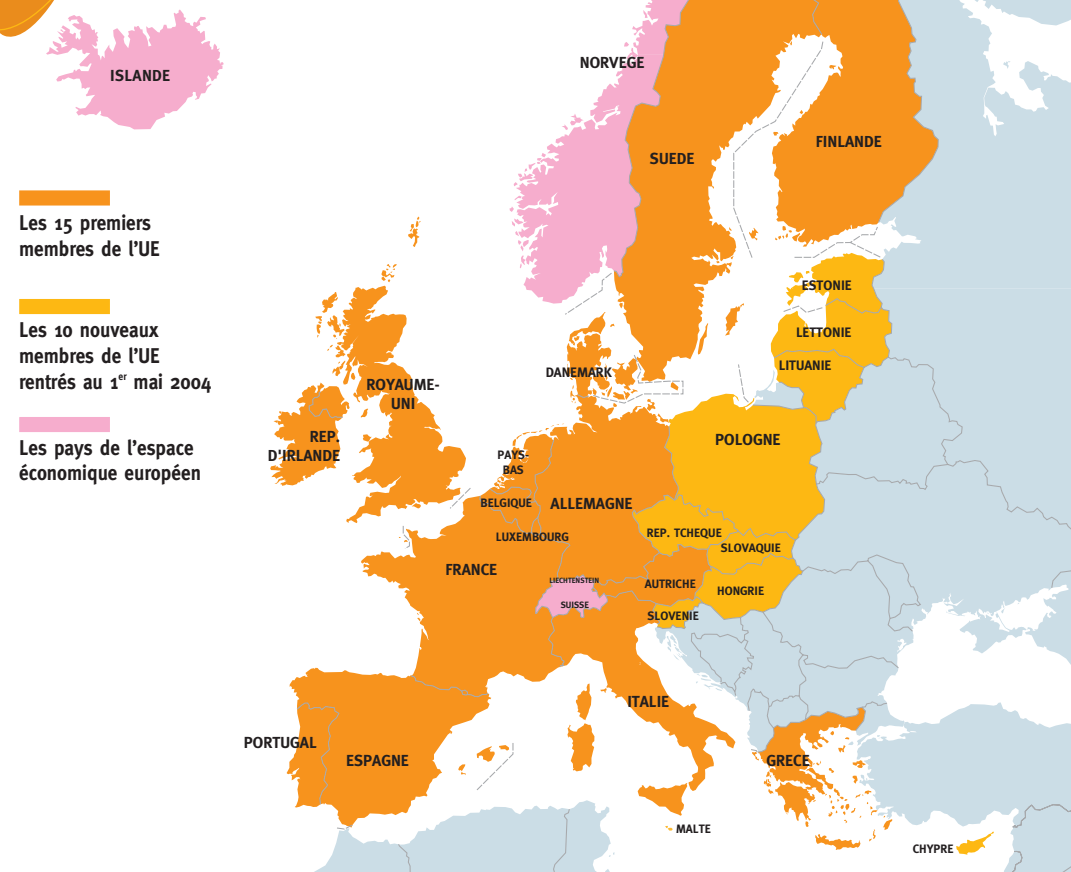 ISLANDE
NORVEGE
SUEDE
FINLANDE
Les 15 premiers
membres de l'UE
Les 10 nouveaux
membres de l'UE
rentrés au 1er mai 2004
Les pays de l'espace
économique européen
ESTONIE
LETTONIE
LITUANIE
DANEMARK
ROYAUME-
UNI
REP.
D'IRLANDE
PAYS-
BAS
POLOGNE
BELGIQUE
ALLEMAGNE
LUXEMBOURG
REP. TCHEQUE
SLOVAQUIE
FRANCE
LIECHTENSTEIN
AUTRICHE
HONGRIE
SUISSE
SLOVENIE
ITALIE
PORTUGAL
ESPAGNE
GRECE
MALTE
CHYPRE